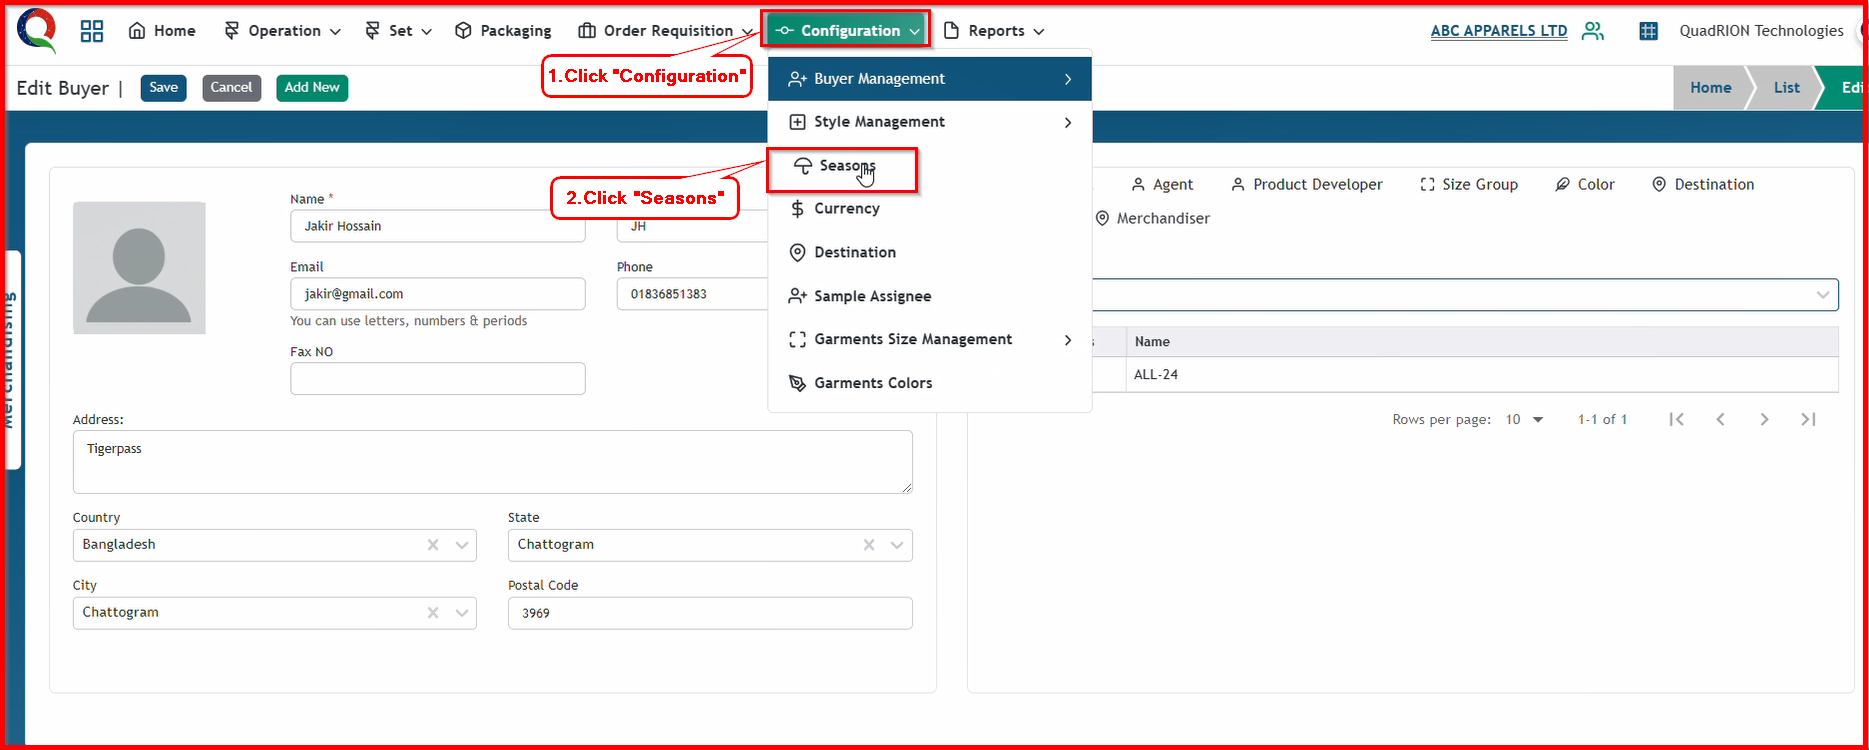 Home
Operation
Set
Packaging
Order Requisition
Configuration
Reports
ABC APPARELS LTD
QuadRION Technologies
1.Click "Configuration"
Edit Buyer |
Save
Cancel
Add New
Buyer Management
Home
List
Style Management
Seasons
2.Click "Seasons"
Currency
Destination
Sample Assignee
Garments Size Management
Garments Colors
Agent
Product Developer
Size Group
Color
Destination
Merchandiser
Merchandising
Name *
Jakir Hossain
JH
Email
jakir@gmail.com
You can use letters, numbers & periods
Phone
01836851383
Fax NO
Address:
Tigerpass
Country
Bangladesh
State
Chattogram
City
Chattogram
Postal Code
3969
Name
ALL-24
Rows per page: 10
1-1 of 1